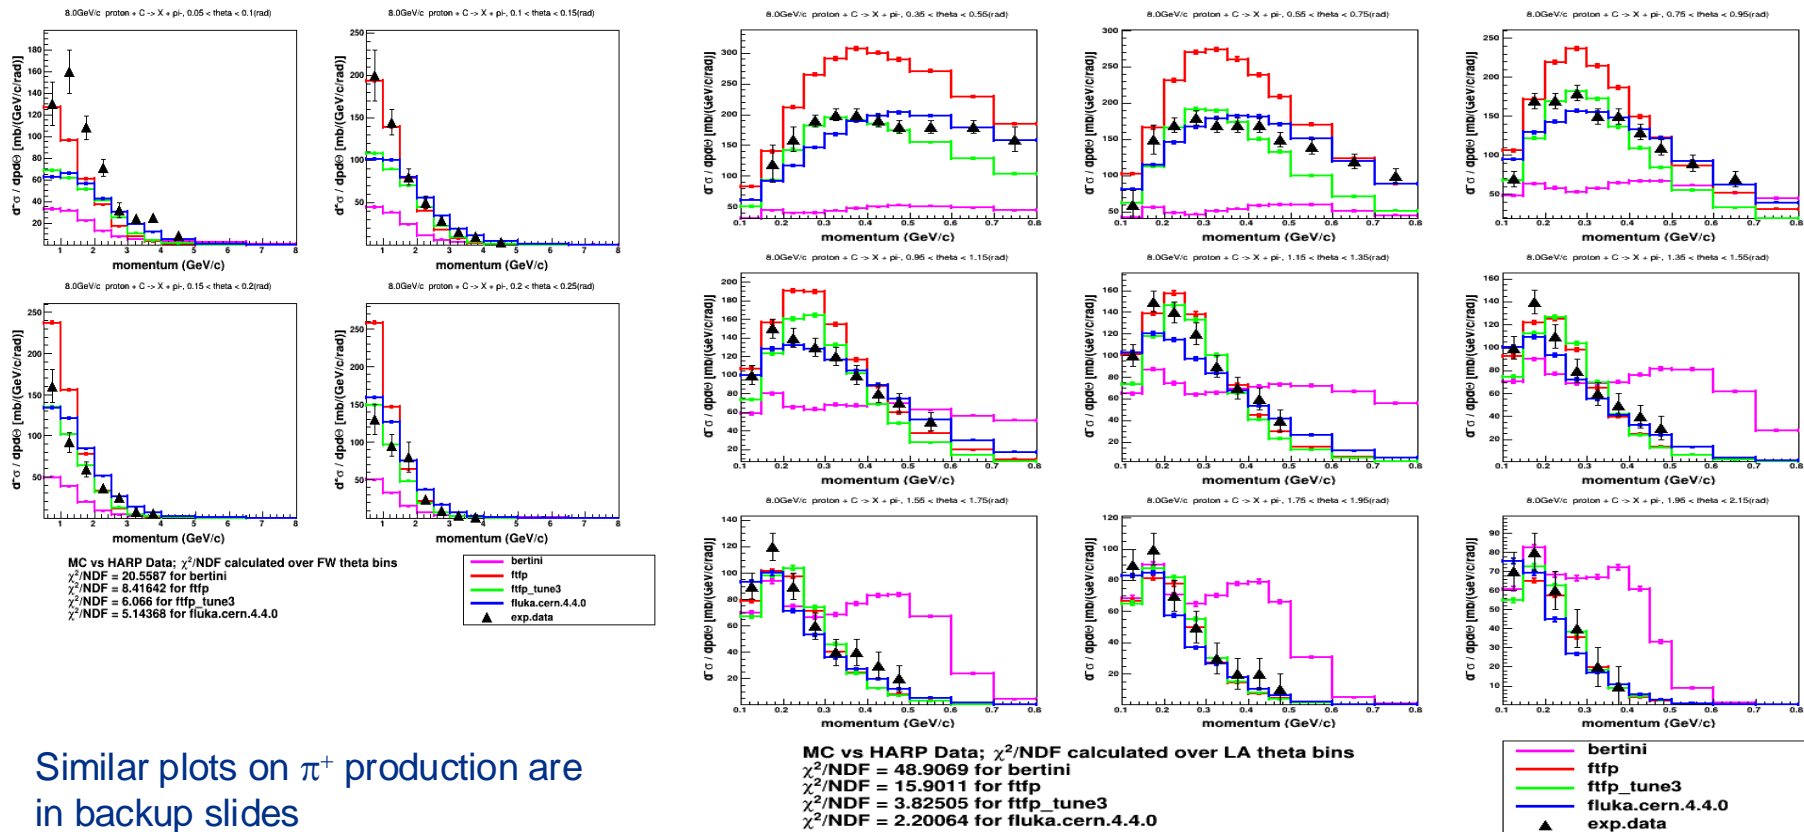 8.0GeV/c proton + C -> X + pi-, 0.05 < theta < 0.1(rad)
8.0GeV/c proton + C -> X + pi-, 0.1 < theta < 0.15(rad)
momentum (GeV/c)
momentum (GeV/c)
8.0GeV/c proton + C -> X + pi-, 0.15 < theta < 0.2(rad)
8.0GeV/c proton + C -> X + pi-, 0.2 < theta < 0.25(rad)
momentum (GeV/c)
momentum (GeV/c)
MC vs HARP Data; χ²/NDF calculated over FW theta bins
χ²/NDF = 20.5587 for bertini
χ²/NDF = 8.41642 for ftfp
χ²/NDF = 6.066 for ftfp_tune3
χ²/NDF = 5.14368 for fluka.cern.4.4.0
bertini
ftfp
ftfp_tune3
fluka.cern.4.4.0
exp.data
8.0GeV/c proton + C -> X + pi-, 0.35 < theta < 0.55(rad)
8.0GeV/c proton + C -> X + pi-, 0.55 < theta < 0.75(rad)
8.0GeV/c proton + C -> X + pi-, 0.75 < theta < 0.95(rad)
momentum (GeV/c)
momentum (GeV/c)
momentum (GeV/c)
8.0GeV/c proton + C -> X + pi-, 0.95 < theta < 1.15(rad)
8.0GeV/c proton + C -> X + pi-, 1.15 < theta < 1.35(rad)
8.0GeV/c proton + C -> X + pi-, 1.35 < theta < 1.55(rad)
momentum (GeV/c)
momentum (GeV/c)
momentum (GeV/c)
8.0GeV/c proton + C -> X + pi-, 1.55 < theta < 1.75(rad)
8.0GeV/c proton + C -> X + pi-, 1.75 < theta < 1.95(rad)
8.0GeV/c proton + C -> X + pi-, 1.95 < theta < 2.15(rad)
momentum (GeV/c)
momentum (GeV/c)
momentum (GeV/c)
MC vs HARP Data; χ²/NDF calculated over LA theta bins
χ²/NDF = 48.9069 for bertini
χ²/NDF = 15.9011 for ftfp
χ²/NDF = 3.82505 for ftfp_tune3
χ²/NDF = 2.20064 for fluka.cern.4.4.0
bertini
ftfp
ftfp_tune3
fluka.cern.4.4.0
exp.data
Similar plots on π⁺ production are
in backup slides